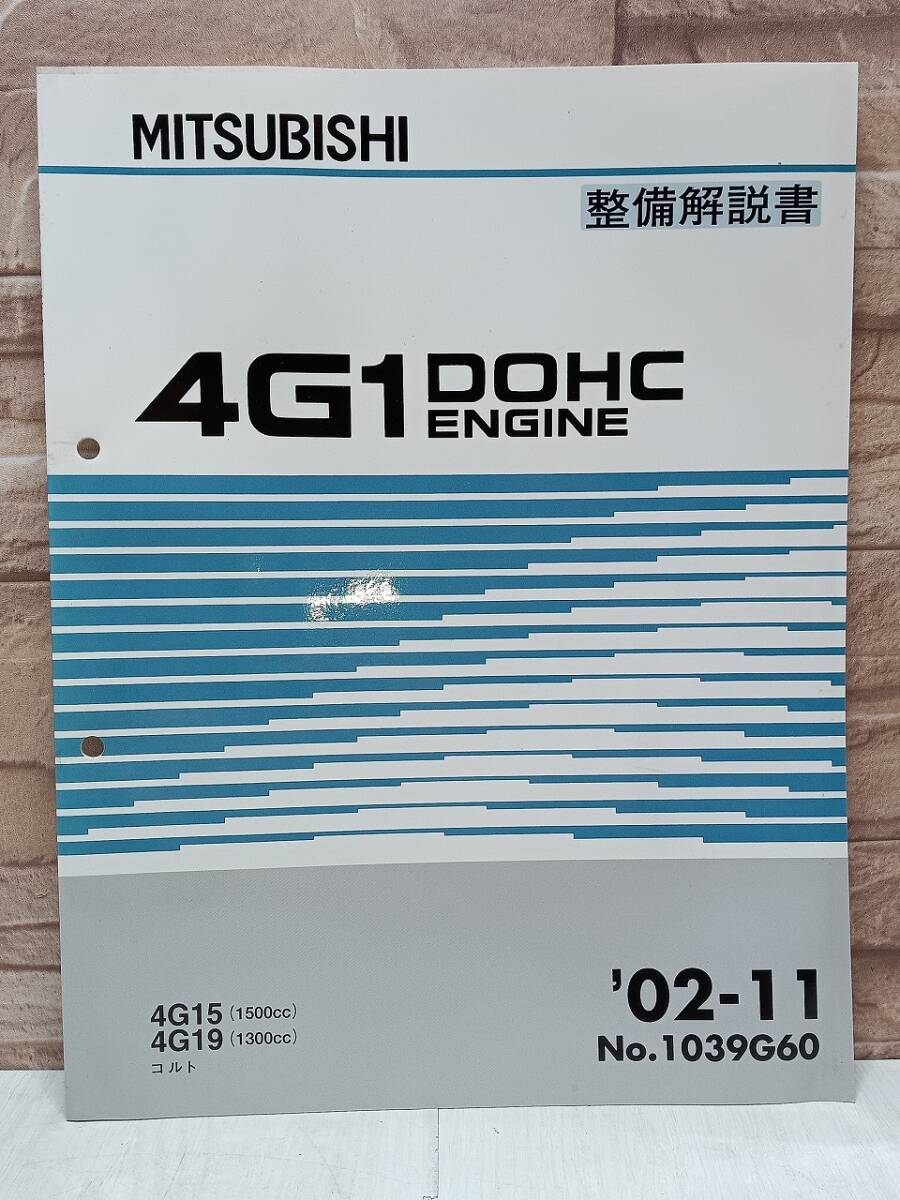 MITSUBISHI
整備解説書
4G1 DOHC ENGINE
4G15 (1500cc)
4G19 (1300cc)
コルト
'02-11
No.1039G60